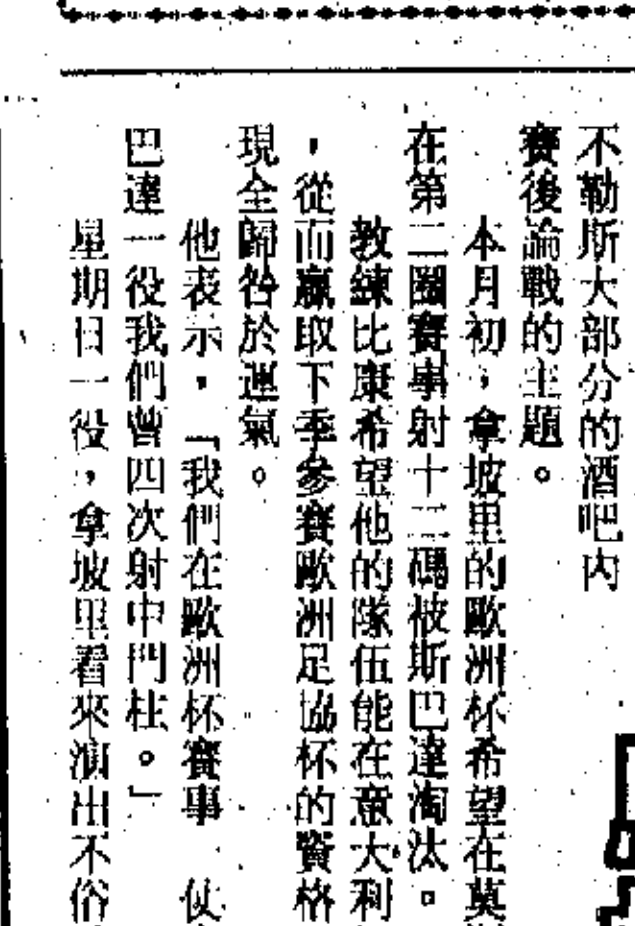 不勒斯大部分的酒吧內
賽後論戰的主題。
本月初，拿坡里的歐洲杯希望在莫
在第二圈賽事射十二碼被斯巴達淘汰。
教練比康希望他的隊伍能在意大利
，從而贏取下季參賽歐洲足協杯的資格
現全歸咎於運氣。
他表示，「我們在歐洲杯賽事
巴達一役我們曾四次射中門柱。」
星期日一役，拿坡里看來演出不俗